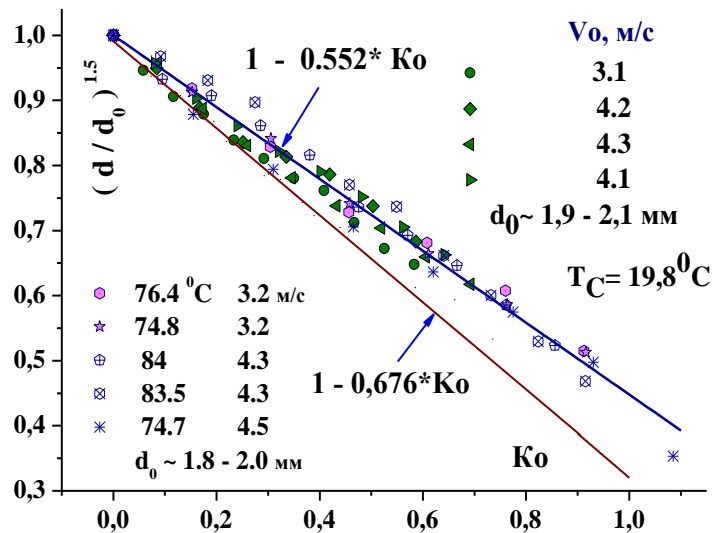 1,0
0,9
0,8
0,7
0,6
0,5
0,4
0,3
0,0
0,2
0,4
0,6
0,8
1,0
( d / d0 ) 1.5
1 - 0.552* Ko
Vo, м/с
3.1
4.2
4.3
4.1
d0~ 1,9 - 2,1 мм
TC= 19,8⁰C
76.4 ⁰C 3.2 м/с
74.8 3.2
84 4.3
83.5 4.3
74.7 4.5
d0 ~ 1.8 - 2.0 мм
1 - 0,676*Ko
Ko